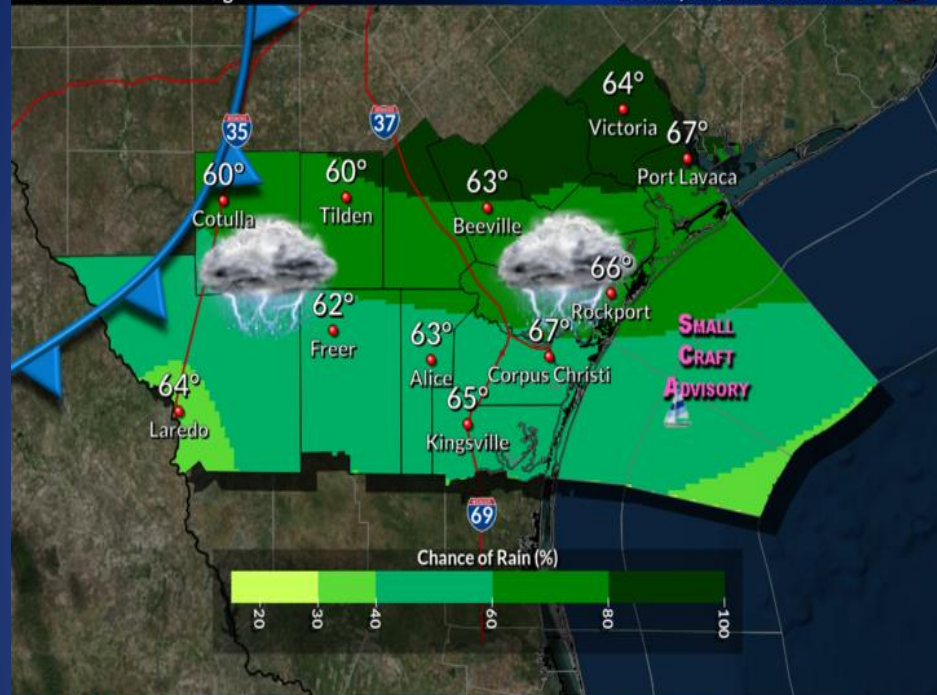 64°
Victoria
67°
Port Lavaca
35
37
60°
Cotulla
60°
Tilden
63°
Beeville
66°
Rockport
62°
Freer
63°
Alice
67°
Corpus Christi
SMALL
CRAFT
ADVISORY
64°
Laredo
65°
Kingsville
69
Chance of Rain (%)
20 30 40 60 80 100